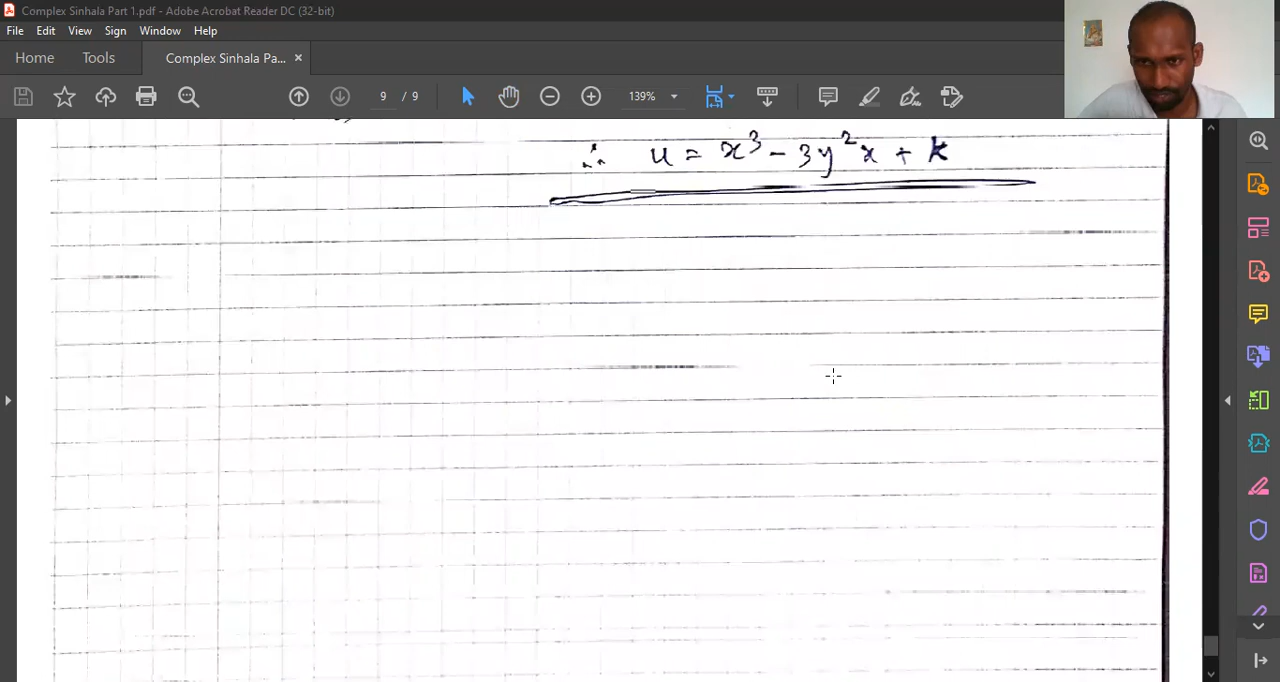 Complex Sinhala Part 1.pdf - Adobe Acrobat Reader DC (32-bit)
File Edit View Sign Window Help
Home Tools Complex Sinhala Pa... ×
9 / 9 139%
∴ u = x³ - 3y²x + k